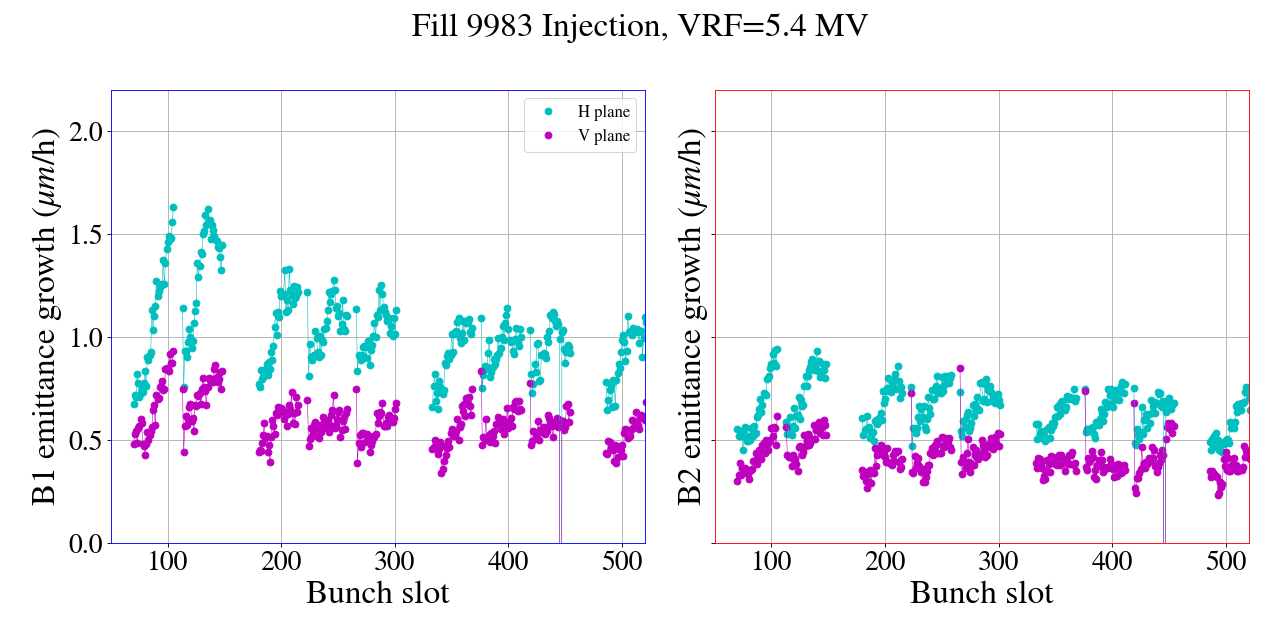 Fill 9983 Injection, VRF=5.4 MV
B1 emittance growth (μm/h)
2.0
1.5
1.0
0.5
0.0
H plane
V plane
100
200
300
400
500
Bunch slot
B2 emittance growth (μm/h)
100
200
300
400
500
Bunch slot